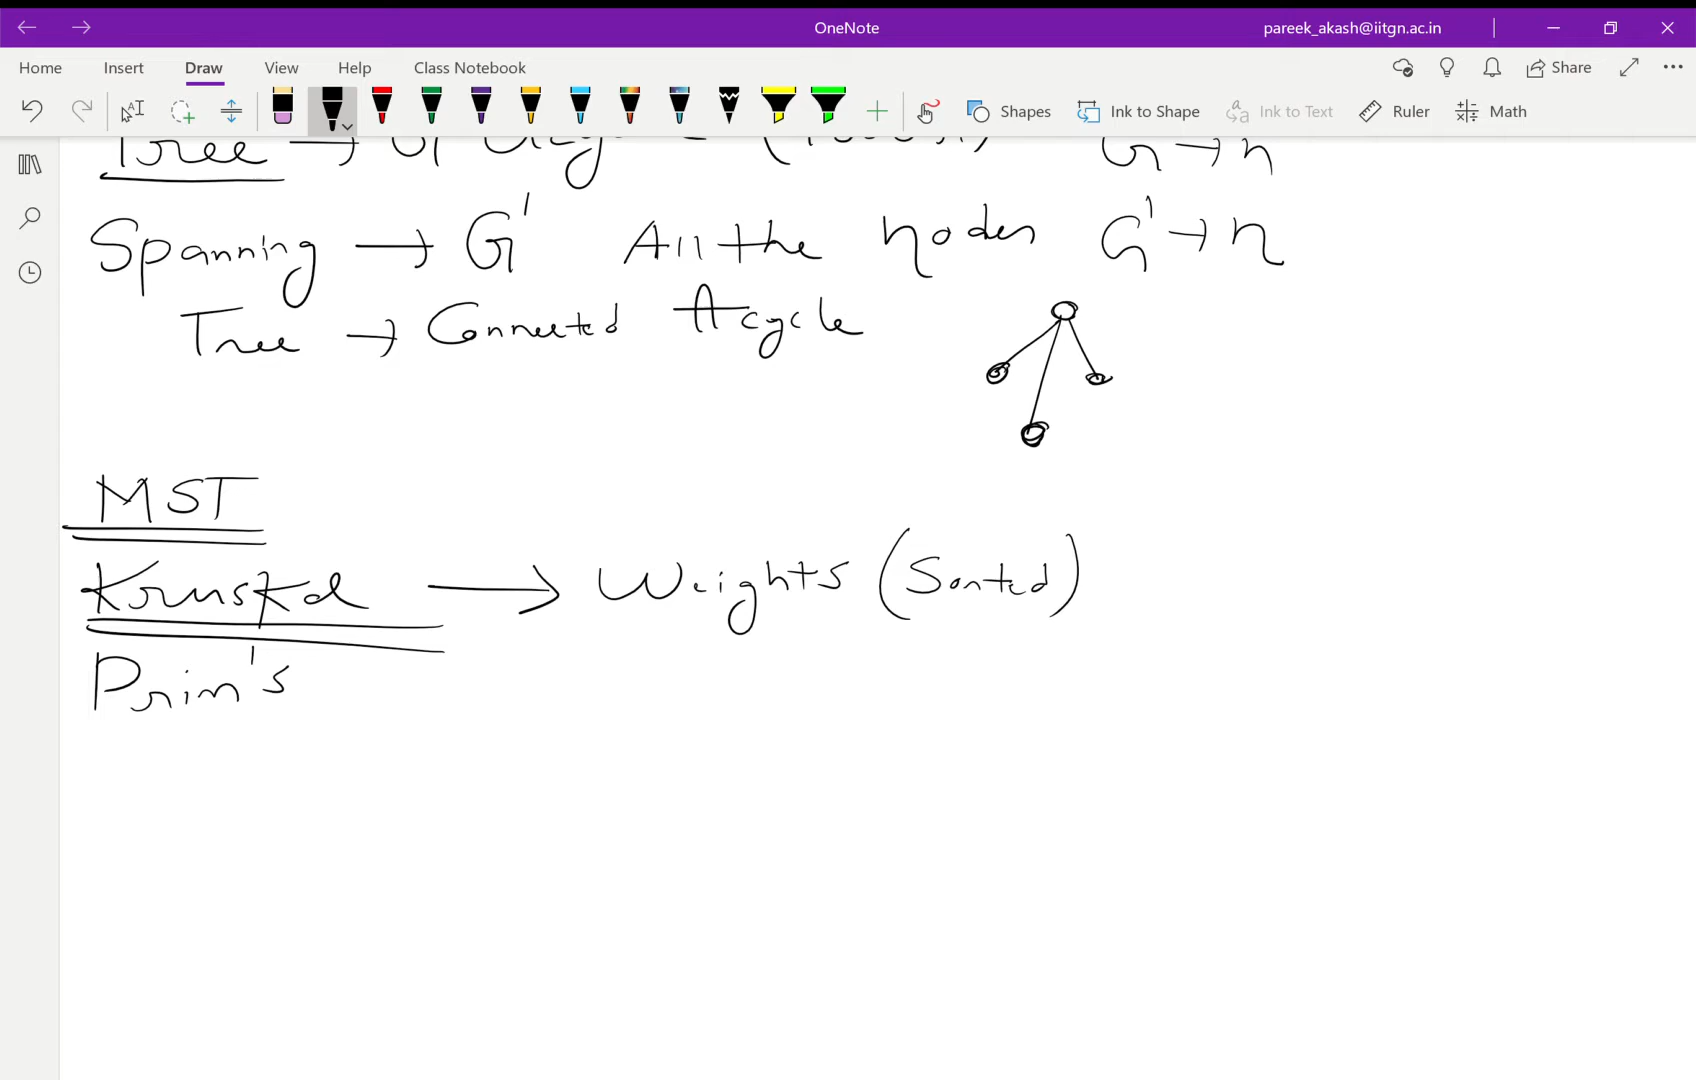 OneNote
pareek_akash@iitgn.ac.in
Home Insert Draw View Help Class Notebook Share
Shapes Ink to Shape Ink to Text Ruler Math
Tree → G → n
Spanning → G' All the nodes G' → n
Tree → Connected Acycle
MST
Kruskal → Weights (Sorted)
Prim's